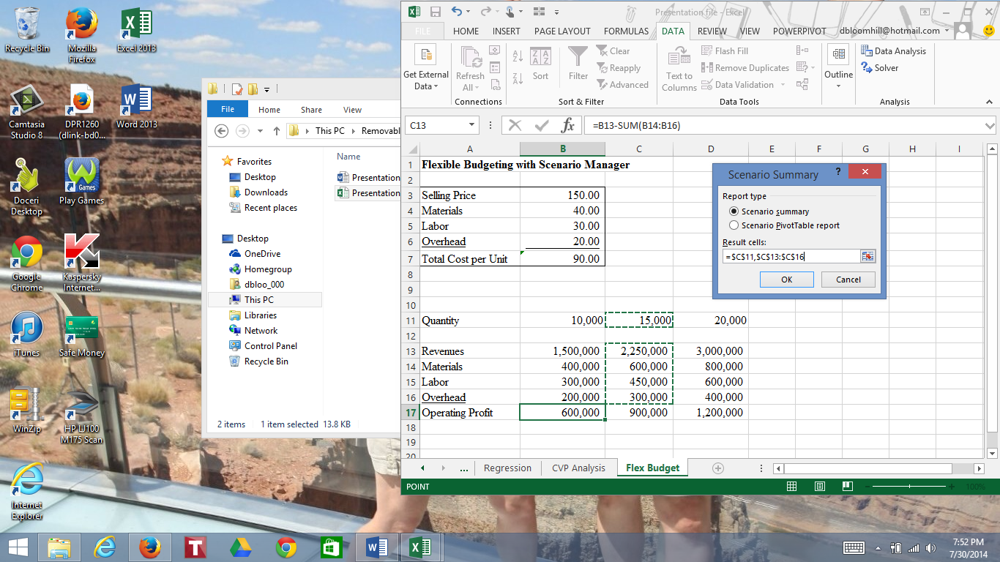 Recycle Bin
Mozilla
Firefox
Excel 2013
Camtasia
Studio 8
DPR1260
(dlink-bd0...
Word 2013
Doceri
Desktop
Games
Play Games
Google
Chrome
Kaspersky
Internet...
iTunes
Safe Money
WinZip
HP LJ100
M175 Scan
Internet
Explorer
File
Home
Share
View
This PC
Removabl
Favorites
Desktop
Downloads
Recent places
Desktop
OneDrive
Homegroup
dbloo_000
This PC
Libraries
Network
Control Panel
Recycle Bin
Name
Presentation
Presentation
2 items 1 item selected 13.8 KB
Presentation file - Excel
FILE HOME INSERT PAGE LAYOUT FORMULAS DATA REVIEW VIEW POWERPIVOT dbloomhill@hotmail.com
Get External
Data
Refresh
All
Connections
Sort
Filter
Clear
Reapply
Advanced
Sort & Filter
Text to
Columns
Flash Fill
Remove Duplicates
Data Validation
Data Tools
Outline
Data Analysis
Solver
Analysis
C13 fx =B13-SUM(B14:B16)
A B C D E F G H I
1 Flexible Budgeting with Scenario Manager
2
3 Selling Price 150.00
4 Materials 40.00
5 Labor 30.00
6 Overhead 20.00
7 Total Cost per Unit 90.00
8
9
10
11 Quantity 10,000 15,000 20,000
12
13 Revenues 1,500,000 2,250,000 3,000,000
14 Materials 400,000 600,000 800,000
15 Labor 300,000 450,000 600,000
16 Overhead 200,000 300,000 400,000
17 Operating Profit 600,000 900,000 1,200,000
18
19
20
Scenario Summary ?
Report type
Scenario summary
Scenario PivotTable report
Result cells:
=$C$11,$C$13:$C$16
OK Cancel
... Regression CVP Analysis Flex Budget
POINT 100%
7:52 PM
7/30/2014